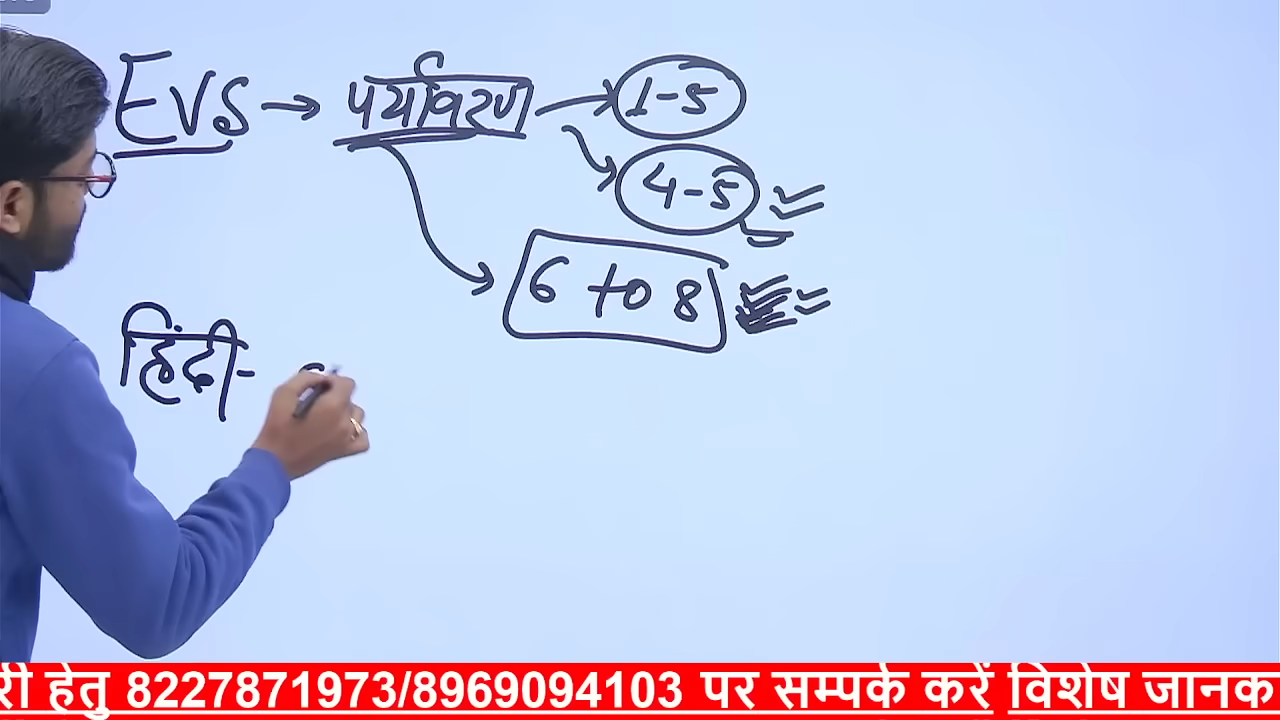 EVS → पर्यावरण → 1-5
4-5
6 to 8
हिंदी-
री हेतु 8227871973/8969094103 पर सम्पर्क करें विशेष जानक